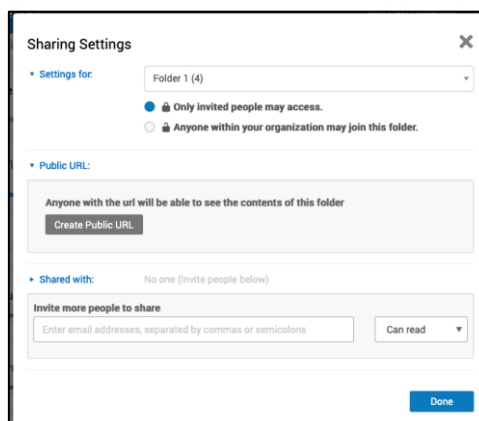 Sharing Settings
Settings for:
Folder 1 (4)
Only invited people may access.
Anyone within your organization may join this folder.
Public URL:
Anyone with the url will be able to see the contents of this folder
Create Public URL
Shared with:
No one (Invite people below)
Invite more people to share
Enter email addresses, separated by commas or semicolons
Can read
Done